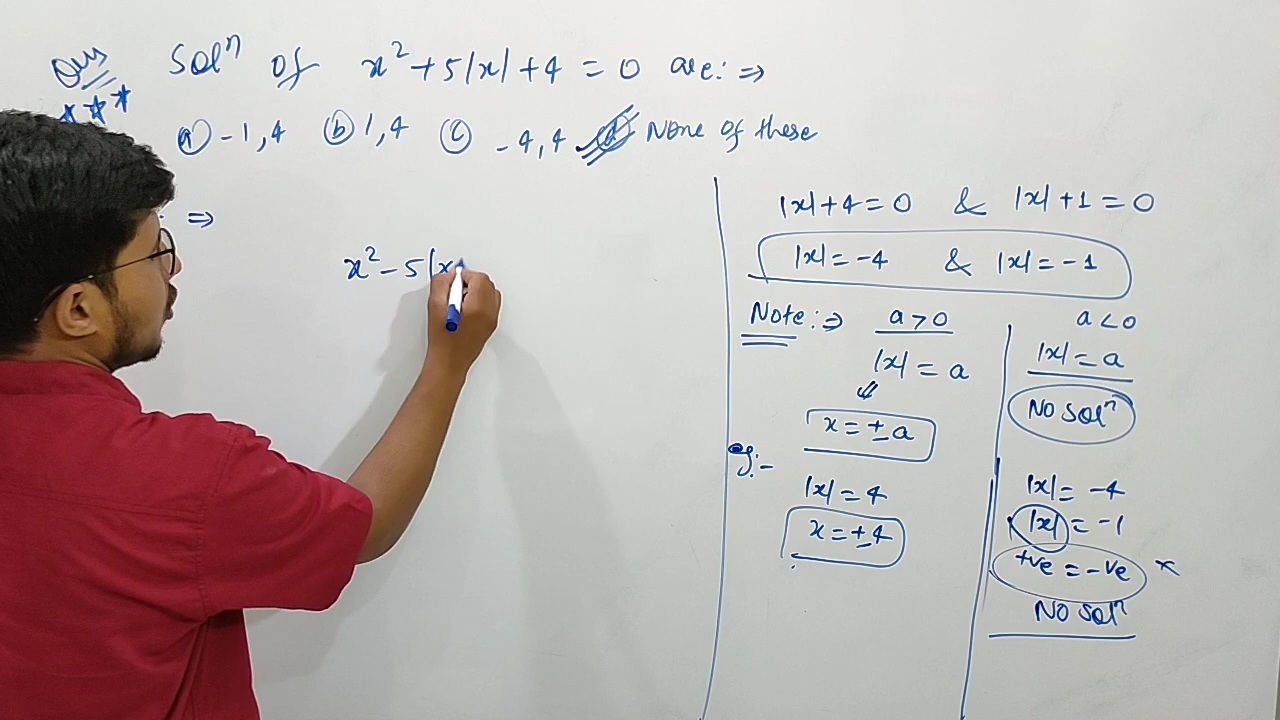 Ques Solⁿ of x² + 5|x| + 4 = 0 are: ⇒
***
ⓐ -1, 4 ⓑ 1, 4 ⓒ -4, 4 ⓓ None of these
: ⇒
x² - 5|x
|x| + 4 = 0 & |x| + 1 = 0
|x| = -4 & |x| = -1
Note: ⇒ a > 0
|x| = a
⇓
x = ± a
eg:-
|x| = 4
x = ± 4
a < 0
|x| = a
No Solⁿ
|x| = -4
|x| = -1
+ve = -ve ×
No Solⁿ